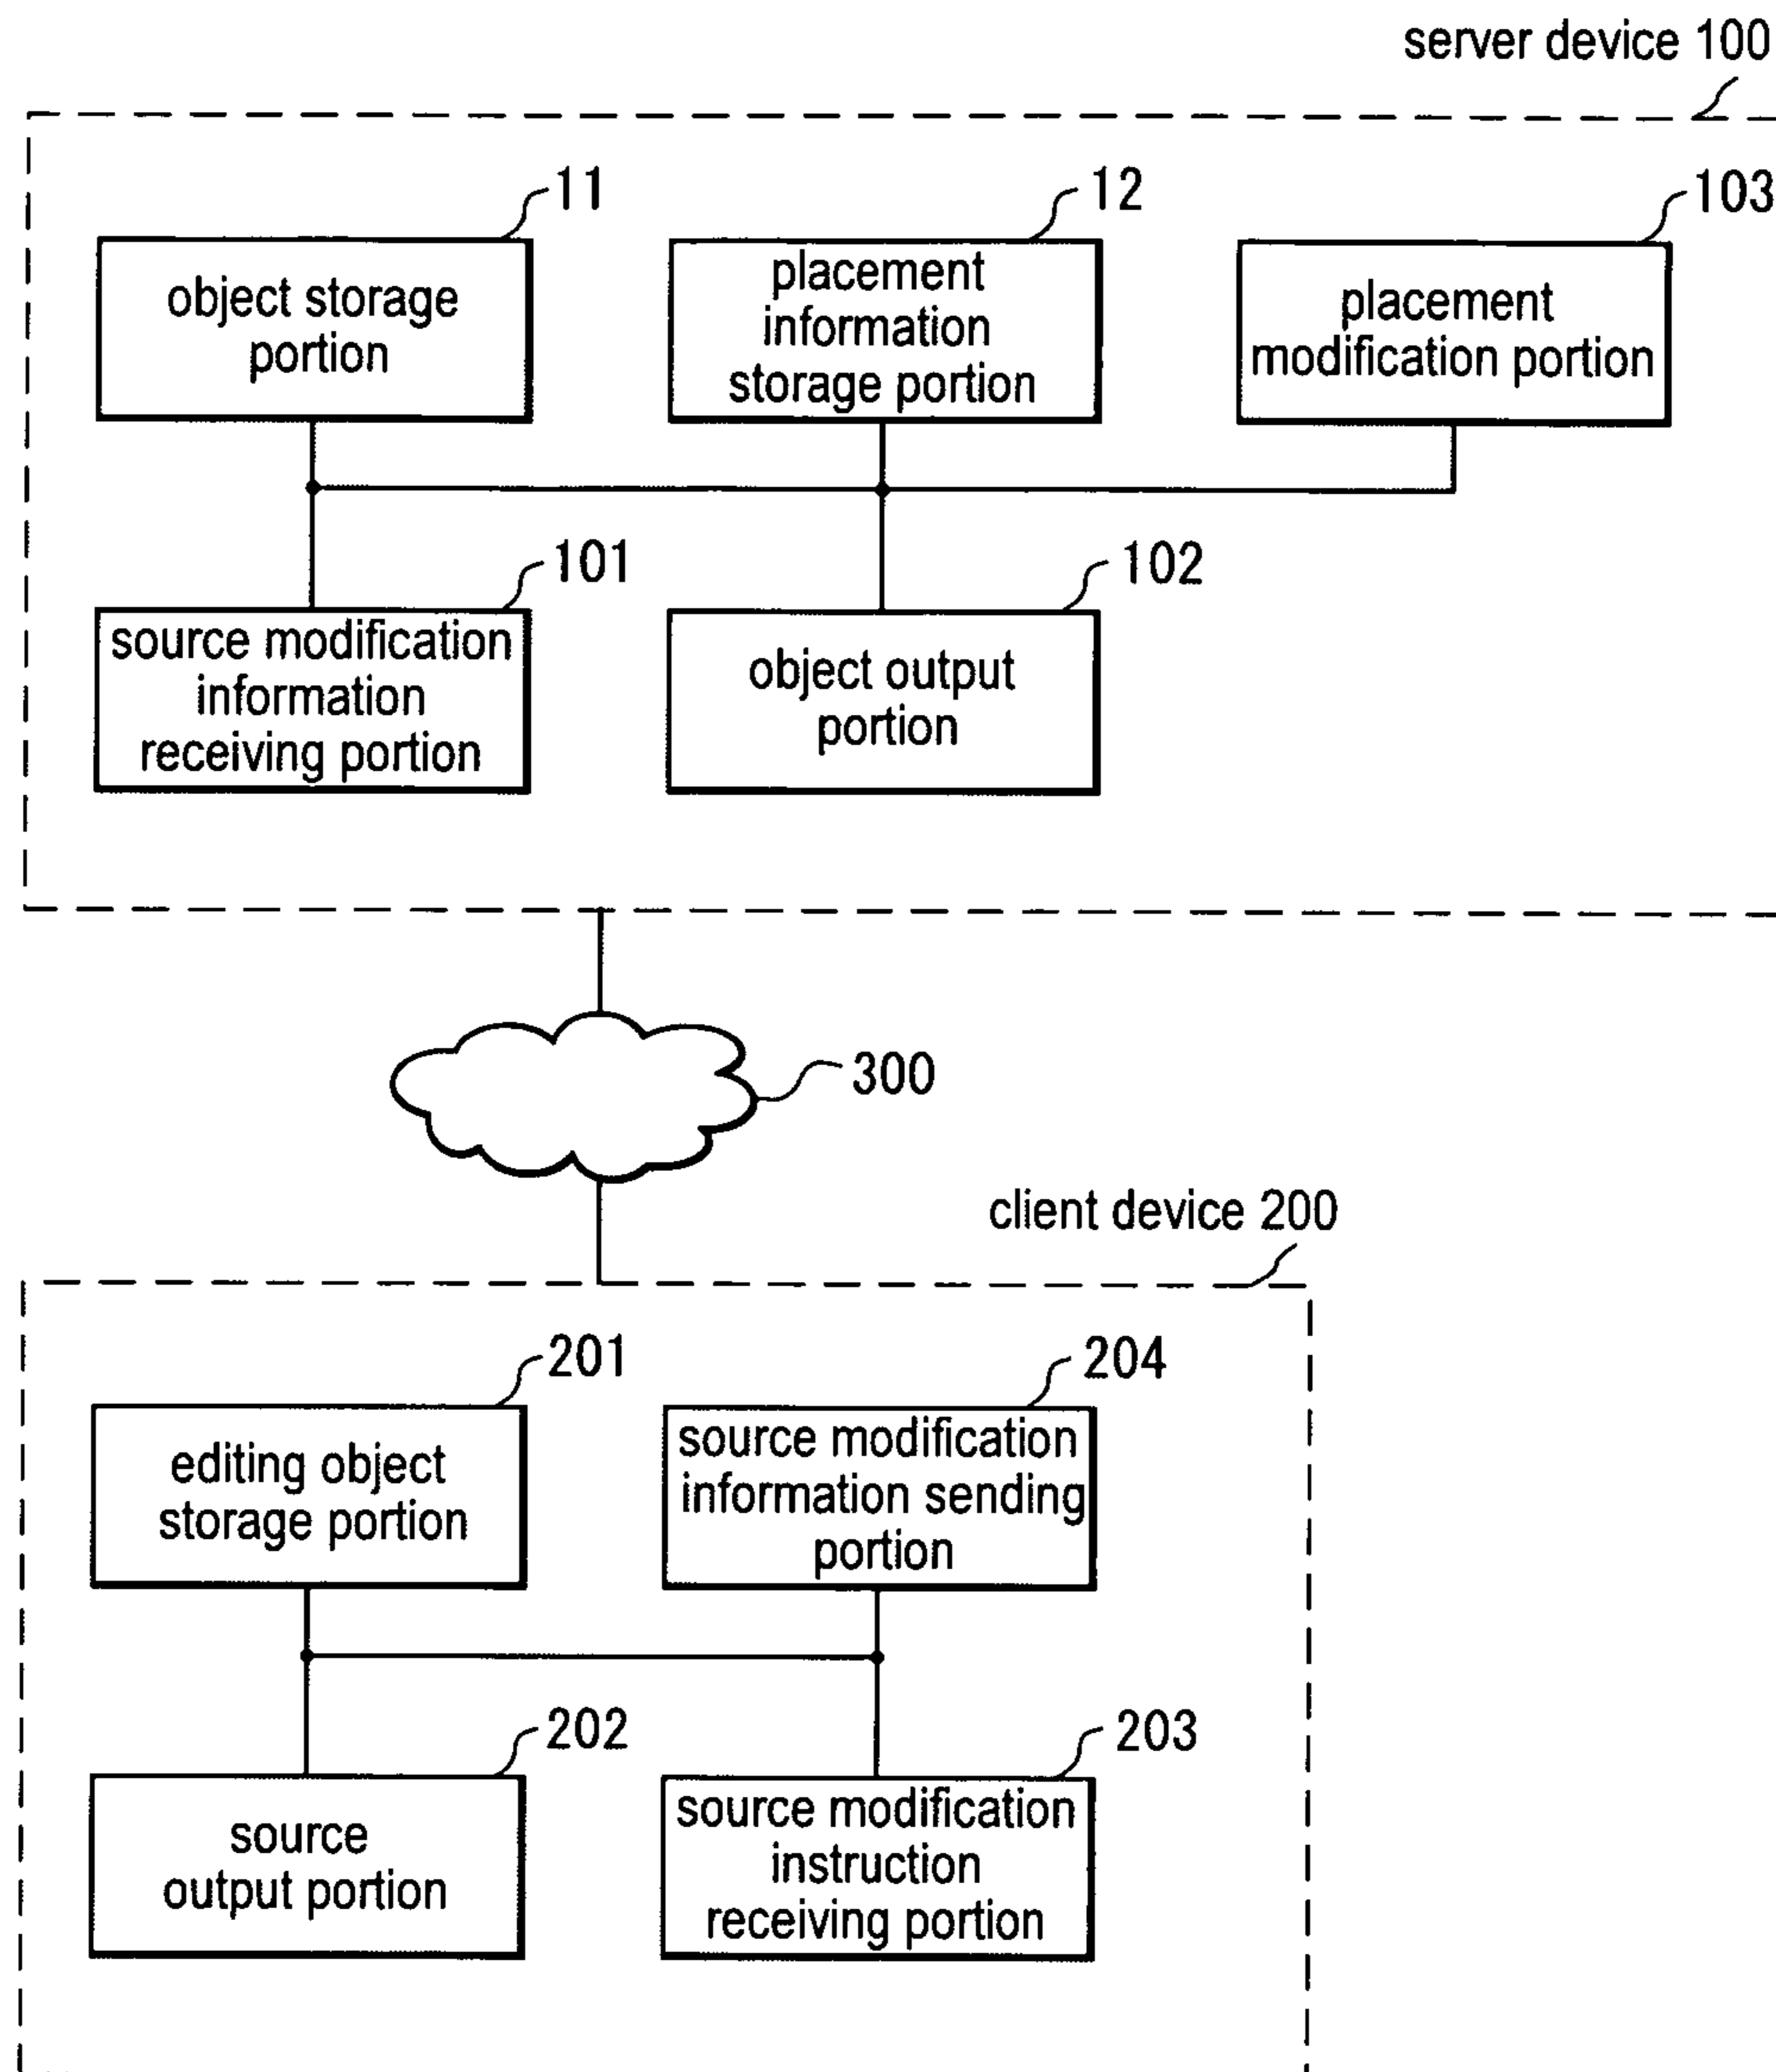 server device 100
11
12
103
object storage
portion
placement
information
storage portion
placement
modification portion
101
102
source modification
information
receiving portion
object output
portion
300
client device 200
201
204
editing object
storage portion
source modification
information sending
portion
202
203
source
output portion
source modification
instruction
receiving portion